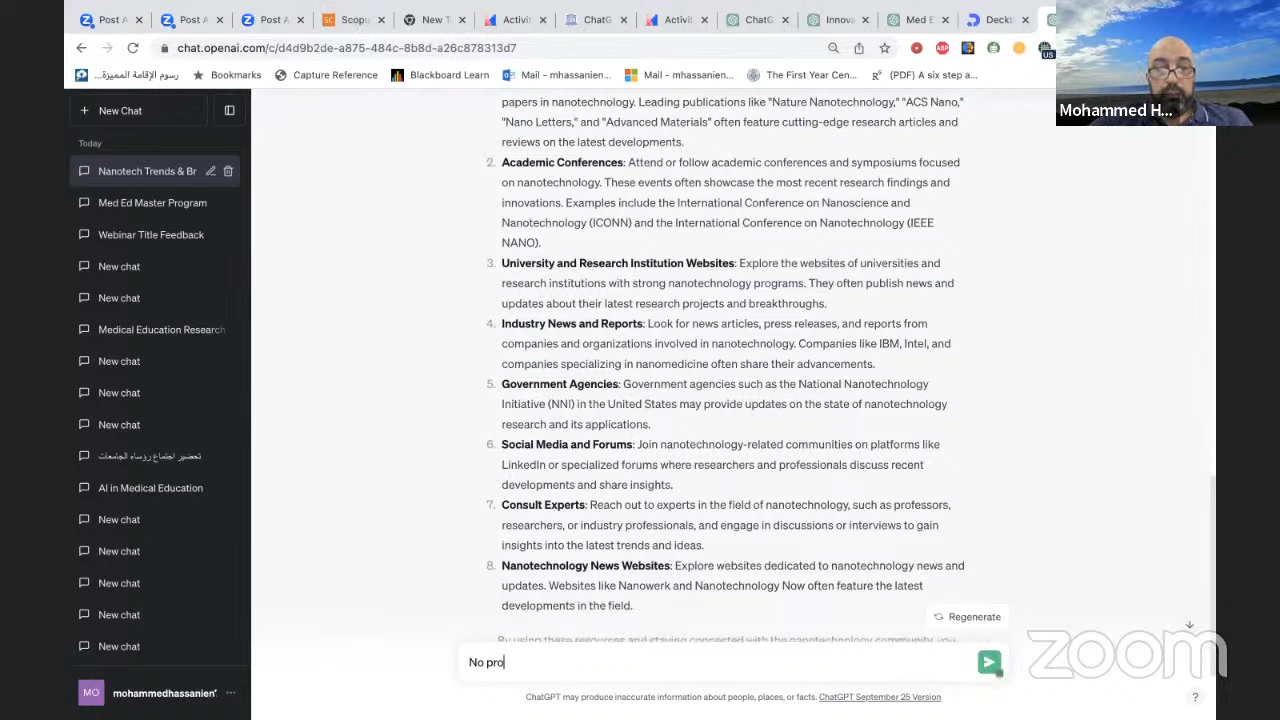 Post A
Post A
Post A
Scopu
New T
Activi
ChatG
Activi
ChatG
Innova
Med E
Deckt
chat.openai.com/c/d4d9b2de-a875-484c-8b8d-a26c878313d7
ABP
US
رسوم الإقامة المميزة...
Bookmarks
Capture Reference
Blackboard Learn
Mail – mhassanien...
Mail – mhassanien...
The First Year Cen...
(PDF) A six step a...
Mohammed H...
New Chat
Today
Nanotech Trends & Br
Med Ed Master Program
Webinar Title Feedback
New chat
New chat
Medical Education Research
New chat
New chat
New chat
تحضير اجتماع رؤساء الجامعات
AI in Medical Education
New chat
New chat
New chat
New chat
New chat
MO
mohammedhassanien
papers in nanotechnology. Leading publications like "Nature Nanotechnology," "ACS Nano,"
"Nano Letters," and "Advanced Materials" often feature cutting-edge research articles and
reviews on the latest developments.
2. Academic Conferences: Attend or follow academic conferences and symposiums focused
on nanotechnology. These events often showcase the most recent research findings and
innovations. Examples include the International Conference on Nanoscience and
Nanotechnology (ICONN) and the International Conference on Nanotechnology (IEEE
NANO).
3. University and Research Institution Websites: Explore the websites of universities and
research institutions with strong nanotechnology programs. They often publish news and
updates about their latest research projects and breakthroughs.
4. Industry News and Reports: Look for news articles, press releases, and reports from
companies and organizations involved in nanotechnology. Companies like IBM, Intel, and
companies specializing in nanomedicine often share their advancements.
5. Government Agencies: Government agencies such as the National Nanotechnology
Initiative (NNI) in the United States may provide updates on the state of nanotechnology
research and its applications.
6. Social Media and Forums: Join nanotechnology-related communities on platforms like
LinkedIn or specialized forums where researchers and professionals discuss recent
developments and share insights.
7. Consult Experts: Reach out to experts in the field of nanotechnology, such as professors,
researchers, or industry professionals, and engage in discussions or interviews to gain
insights into the latest trends and ideas.
8. Nanotechnology News Websites: Explore websites dedicated to nanotechnology news and
updates. Websites like Nanowerk and Nanotechnology Now often feature the latest
developments in the field.
Regenerate
By using these resources and staying connected with the nanotechnology community, you
No pro
zoom
ChatGPT may produce inaccurate information about people, places, or facts. ChatGPT September 25 Version
?